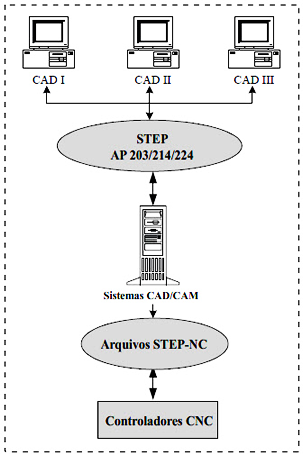 CAD I
CAD II
CAD III
STEP
AP 203/214/224
Sistemas CAD/CAM
Arquivos STEP-NC
Controladores CNC